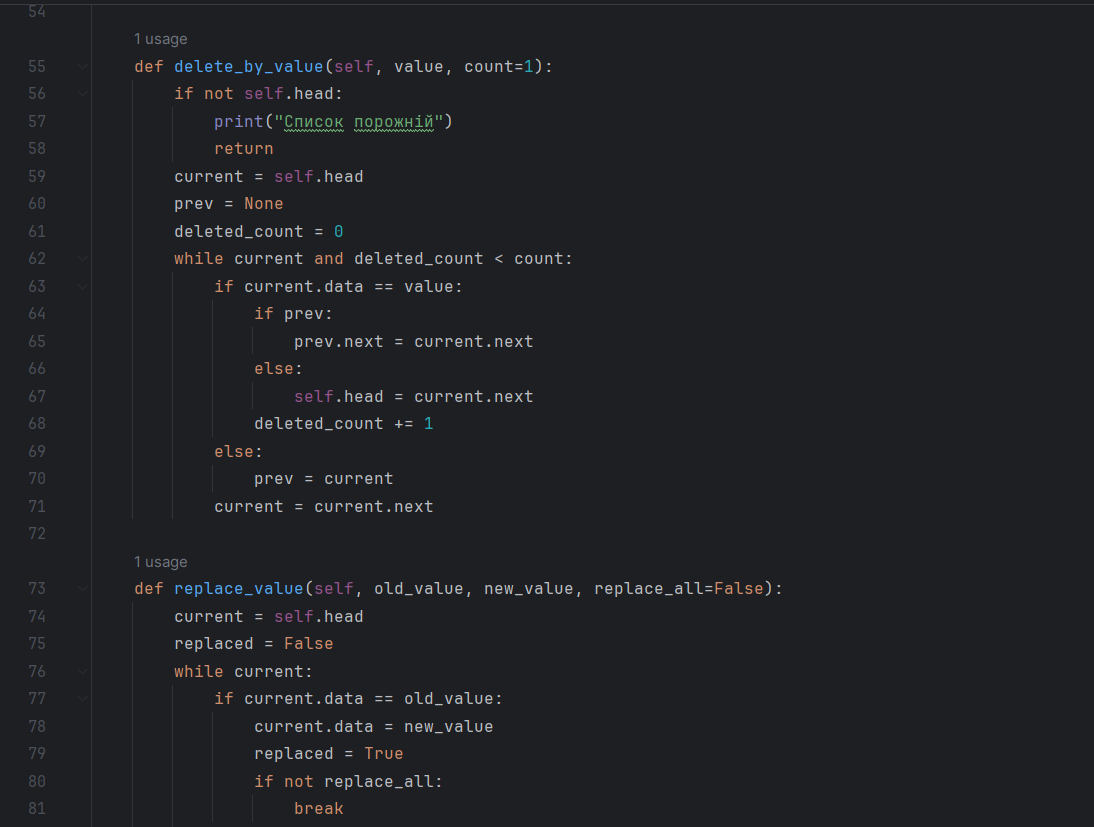 54
1 usage
55 def delete_by_value(self, value, count=1):
56 if not self.head:
57 print("Список порожній")
58 return
59 current = self.head
60 prev = None
61 deleted_count = 0
62 while current and deleted_count < count:
63 if current.data == value:
64 if prev:
65 prev.next = current.next
66 else:
67 self.head = current.next
68 deleted_count += 1
69 else:
70 prev = current
71 current = current.next
72
1 usage
73 def replace_value(self, old_value, new_value, replace_all=False):
74 current = self.head
75 replaced = False
76 while current:
77 if current.data == old_value:
78 current.data = new_value
79 replaced = True
80 if not replace_all:
81 break